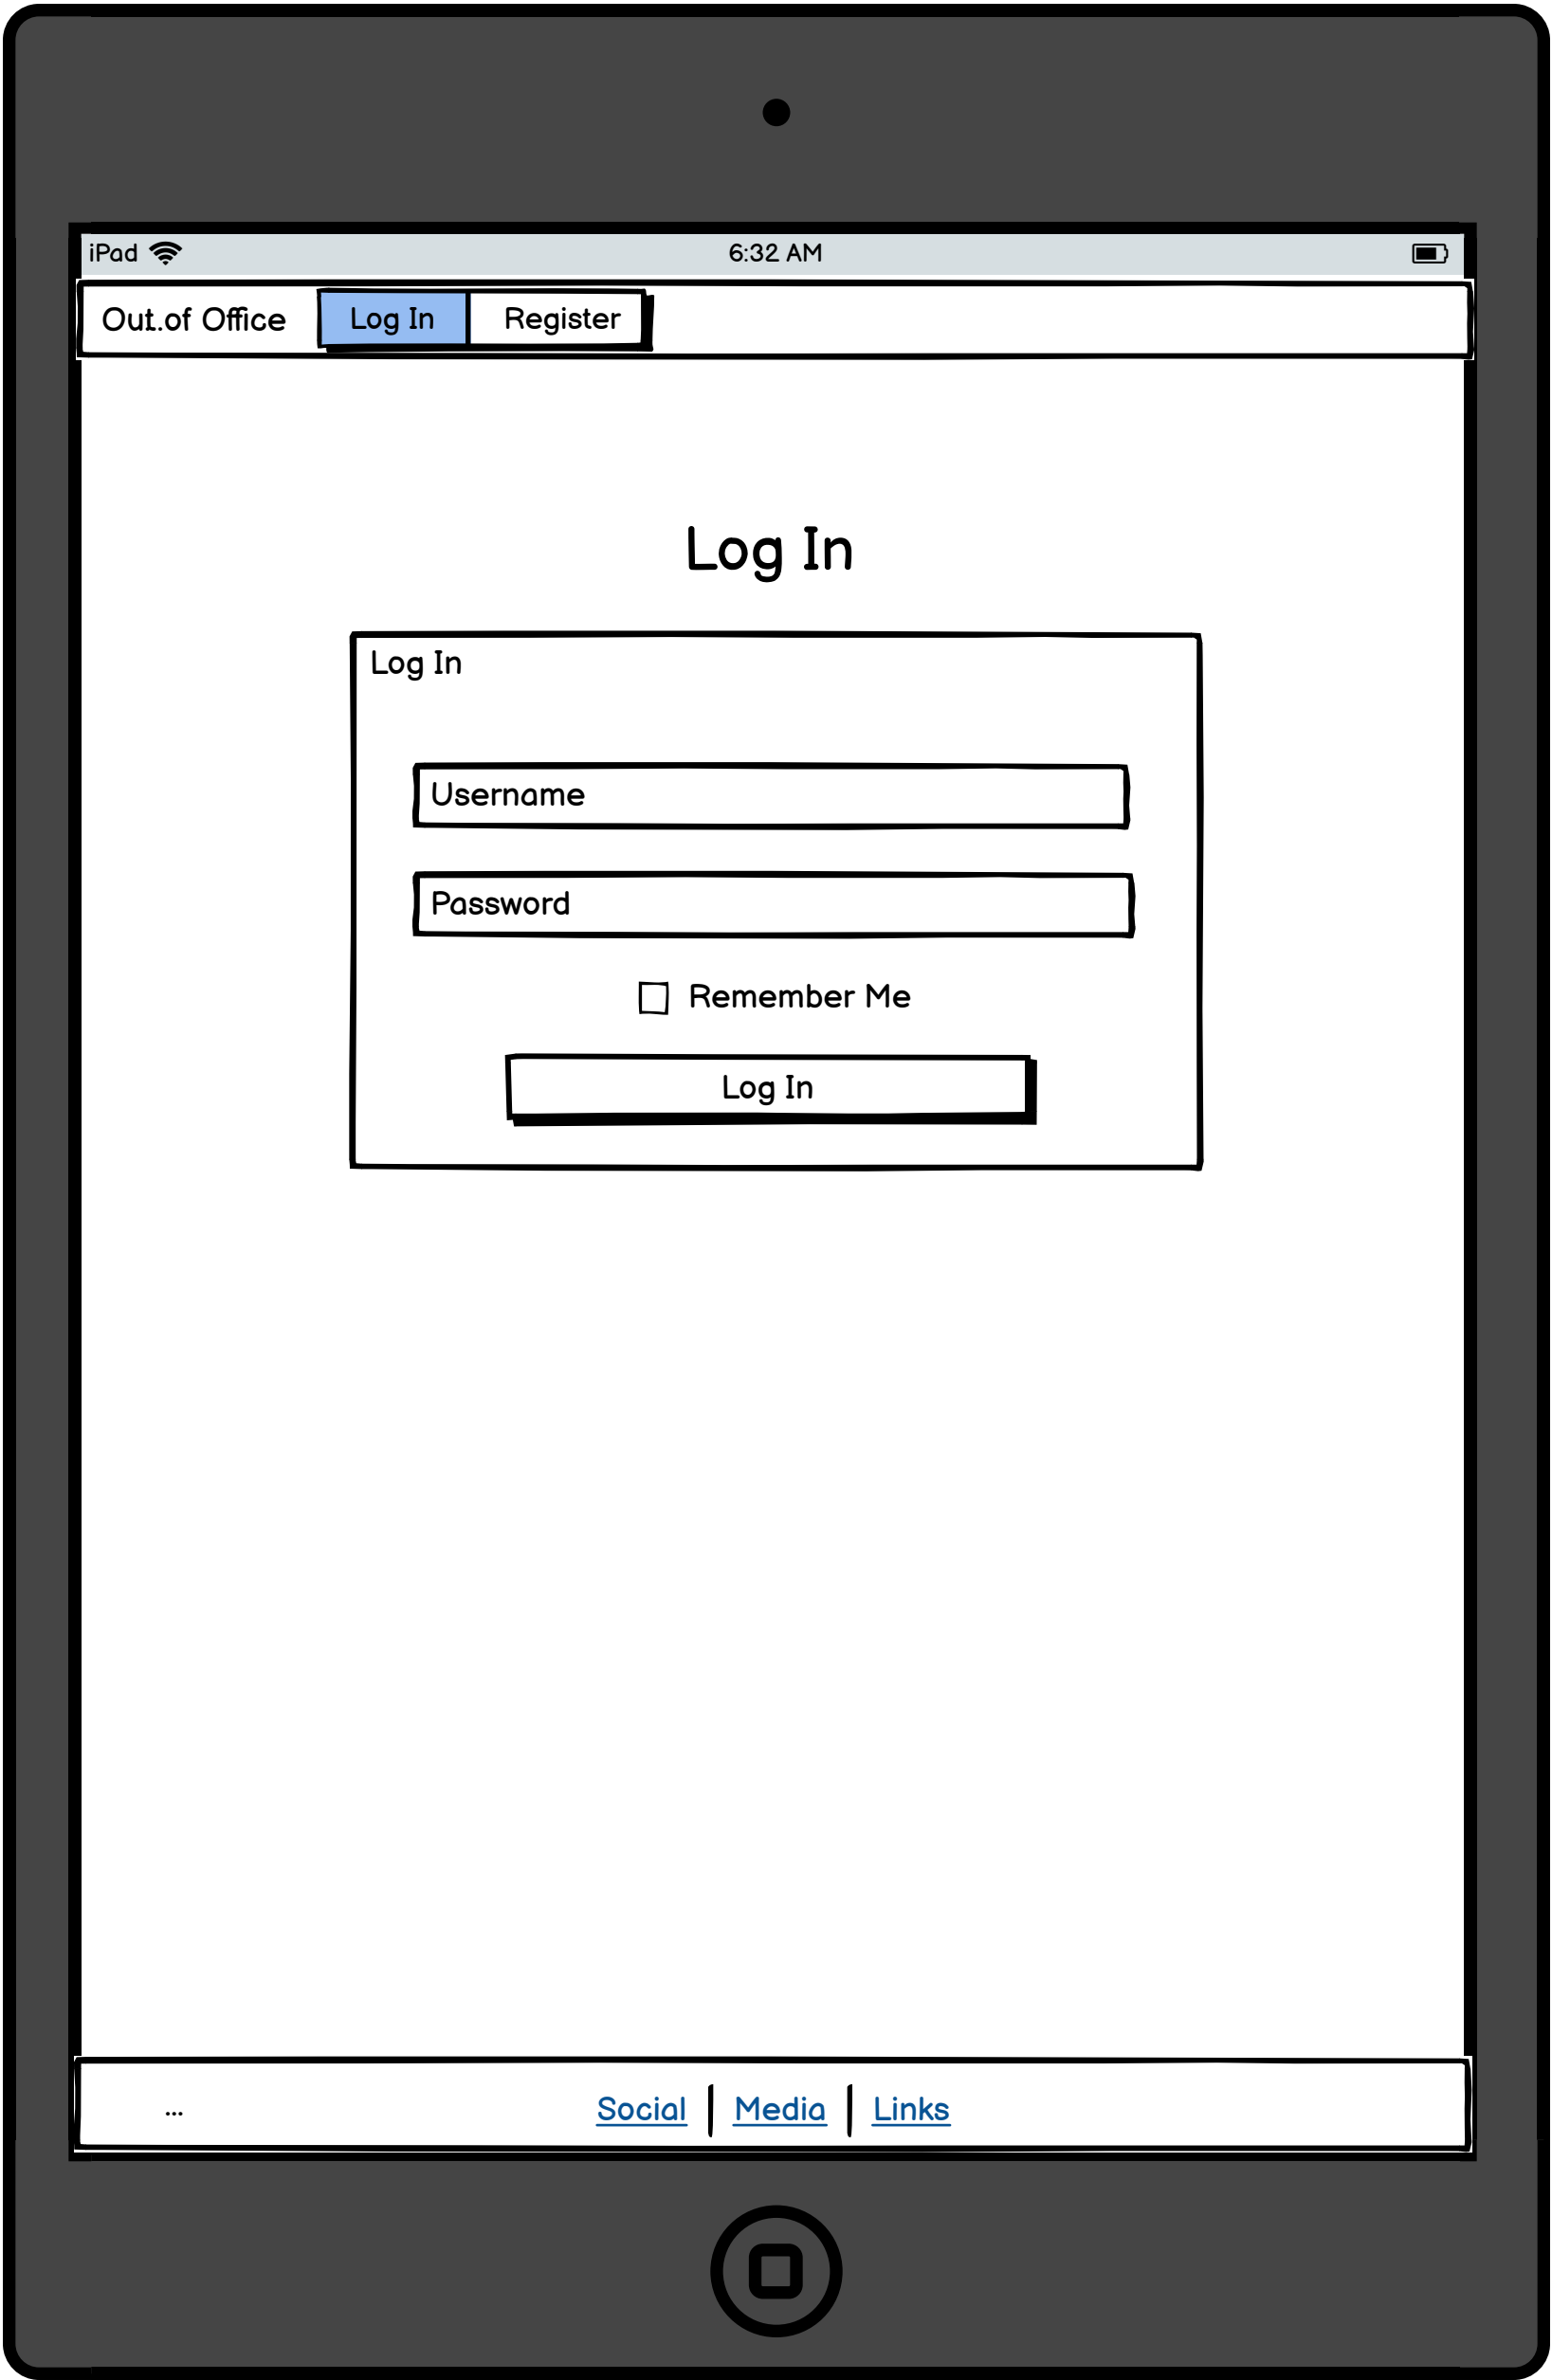 iPad 6:32 AM
Out.of Office Log In Register
Log In
Log In
Username
Password
Remember Me
Log In
... Social Media Links